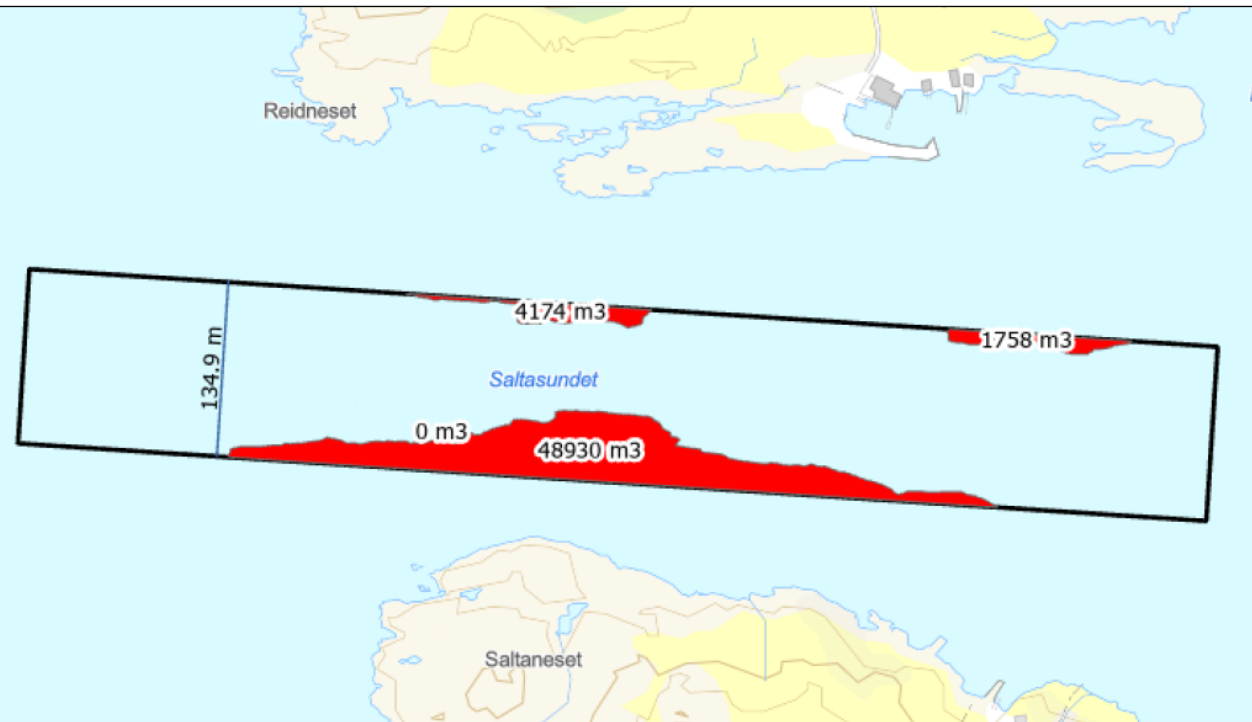 Reidneset
4174 m3
1758 m3
134.9 m
Saltasundet
0 m3
48930 m3
Saltaneset